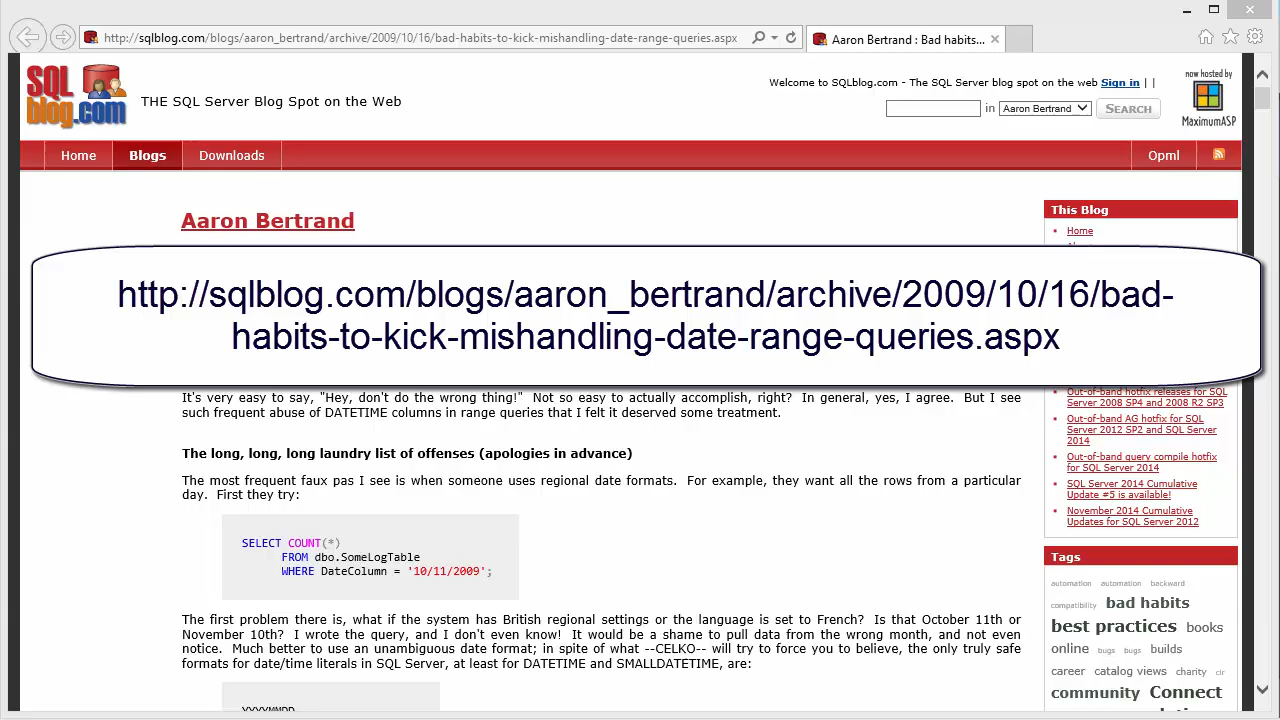 http://sqlblog.com/blogs/aaron_bertrand/archive/2009/10/16/bad-habits-to-kick-mishandling-date-range-queries.aspx
Aaron Bertrand : Bad habits...
SQL
blog.com
THE SQL Server Blog Spot on the Web
Welcome to SQLblog.com - The SQL Server blog spot on the web Sign in | |
in Aaron Bertrand SEARCH
now hosted by
MaximumASP
Home Blogs Downloads Opml
Aaron Bertrand
http://sqlblog.com/blogs/aaron_bertrand/archive/2009/10/16/bad-
habits-to-kick-mishandling-date-range-queries.aspx
It's very easy to say, "Hey, don't do the wrong thing!" Not so easy to actually accomplish, right? In general, yes, I agree. But I see
such frequent abuse of DATETIME columns in range queries that I felt it deserved some treatment.
The long, long, long laundry list of offenses (apologies in advance)
The most frequent faux pas I see is when someone uses regional date formats. For example, they want all the rows from a particular
day. First they try:
SELECT COUNT(*)
FROM dbo.SomeLogTable
WHERE DateColumn = '10/11/2009';
The first problem there is, what if the system has British regional settings or the language is set to French? Is that October 11th or
November 10th? I wrote the query, and I don't even know! It would be a shame to pull data from the wrong month, and not even
notice. Much better to use an unambiguous date format; in spite of what --CELKO-- will try to force you to believe, the only truly safe
formats for date/time literals in SQL Server, at least for DATETIME and SMALLDATETIME, are:
YYYYMMDD
This Blog
Home
Out-of-band hotfix releases for SQL
Server 2008 SP4 and 2008 R2 SP3
Out-of-band AG hotfix for SQL
Server 2012 SP2 and SQL Server
2014
Out-of-band query compile hotfix
for SQL Server 2014
SQL Server 2014 Cumulative
Update #5 is available!
November 2014 Cumulative
Updates for SQL Server 2012
Tags
automation automation backward
compatibility bad habits
best practices books
online bugs bugs builds
career catalog views charity clr
community Connect